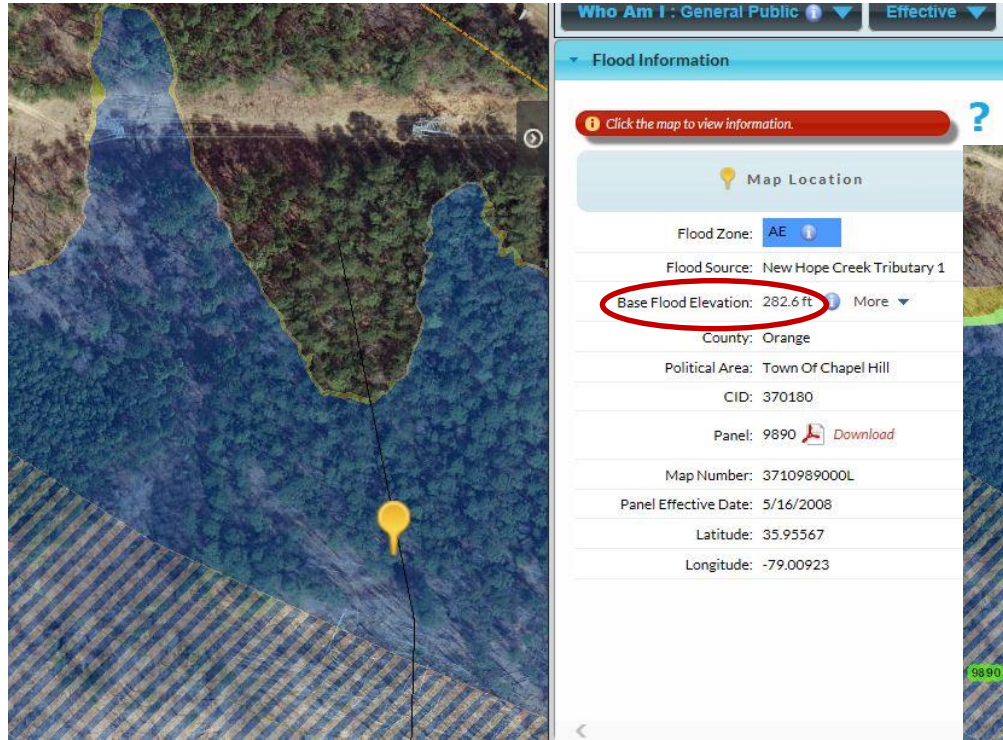 Who Am I : General Public
Effective
Flood Information
Click the map to view information.
?
Map Location
Flood Zone: AE
Flood Source: New Hope Creek Tributary 1
Base Flood Elevation: 282.6 ft More
County: Orange
Political Area: Town Of Chapel Hill
CID: 370180
Panel: 9890 Download
Map Number: 3710989000L
Panel Effective Date: 5/16/2008
Latitude: 35.95567
Longitude: -79.00923
9890